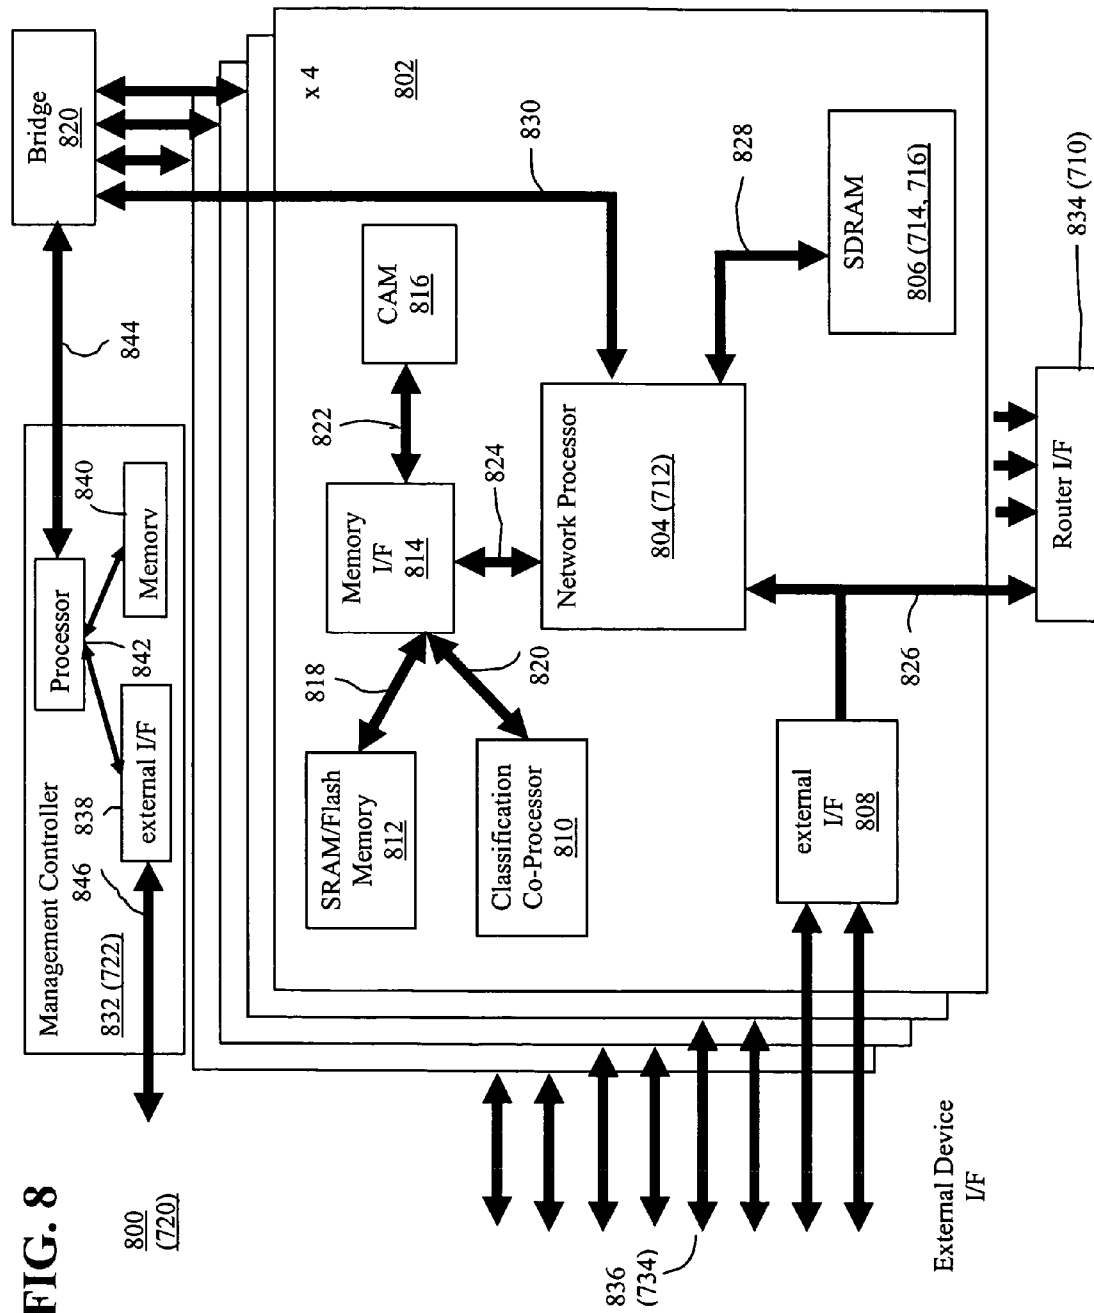 FIG. 8
800
(720)
Management Controller
832 (722)
846
838
external I/F
Processor
842
840
Memory
844
Bridge
820
x 4
802
830
SRAM/Flash
Memory
812
818
Classification
Co-Processor
810
820
Memory
I/F
814
822
CAM
816
824
Network Processor
804 (712)
828
SDRAM
806 (714, 716)
external
I/F
808
826
836
(734)
External Device
I/F
Router I/F
834 (710)